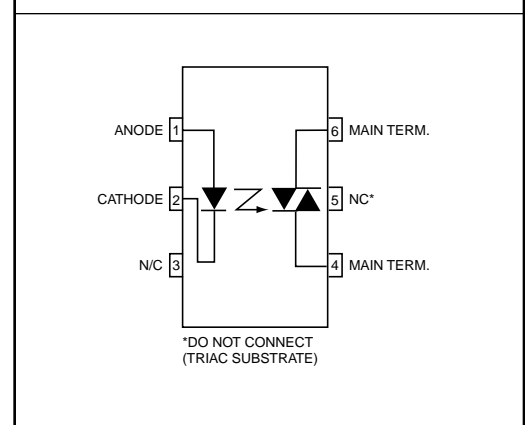 ANODE 1
6 MAIN TERM.
CATHODE 2
5 NC*
N/C 3
4 MAIN TERM.
*DO NOT CONNECT
(TRIAC SUBSTRATE)